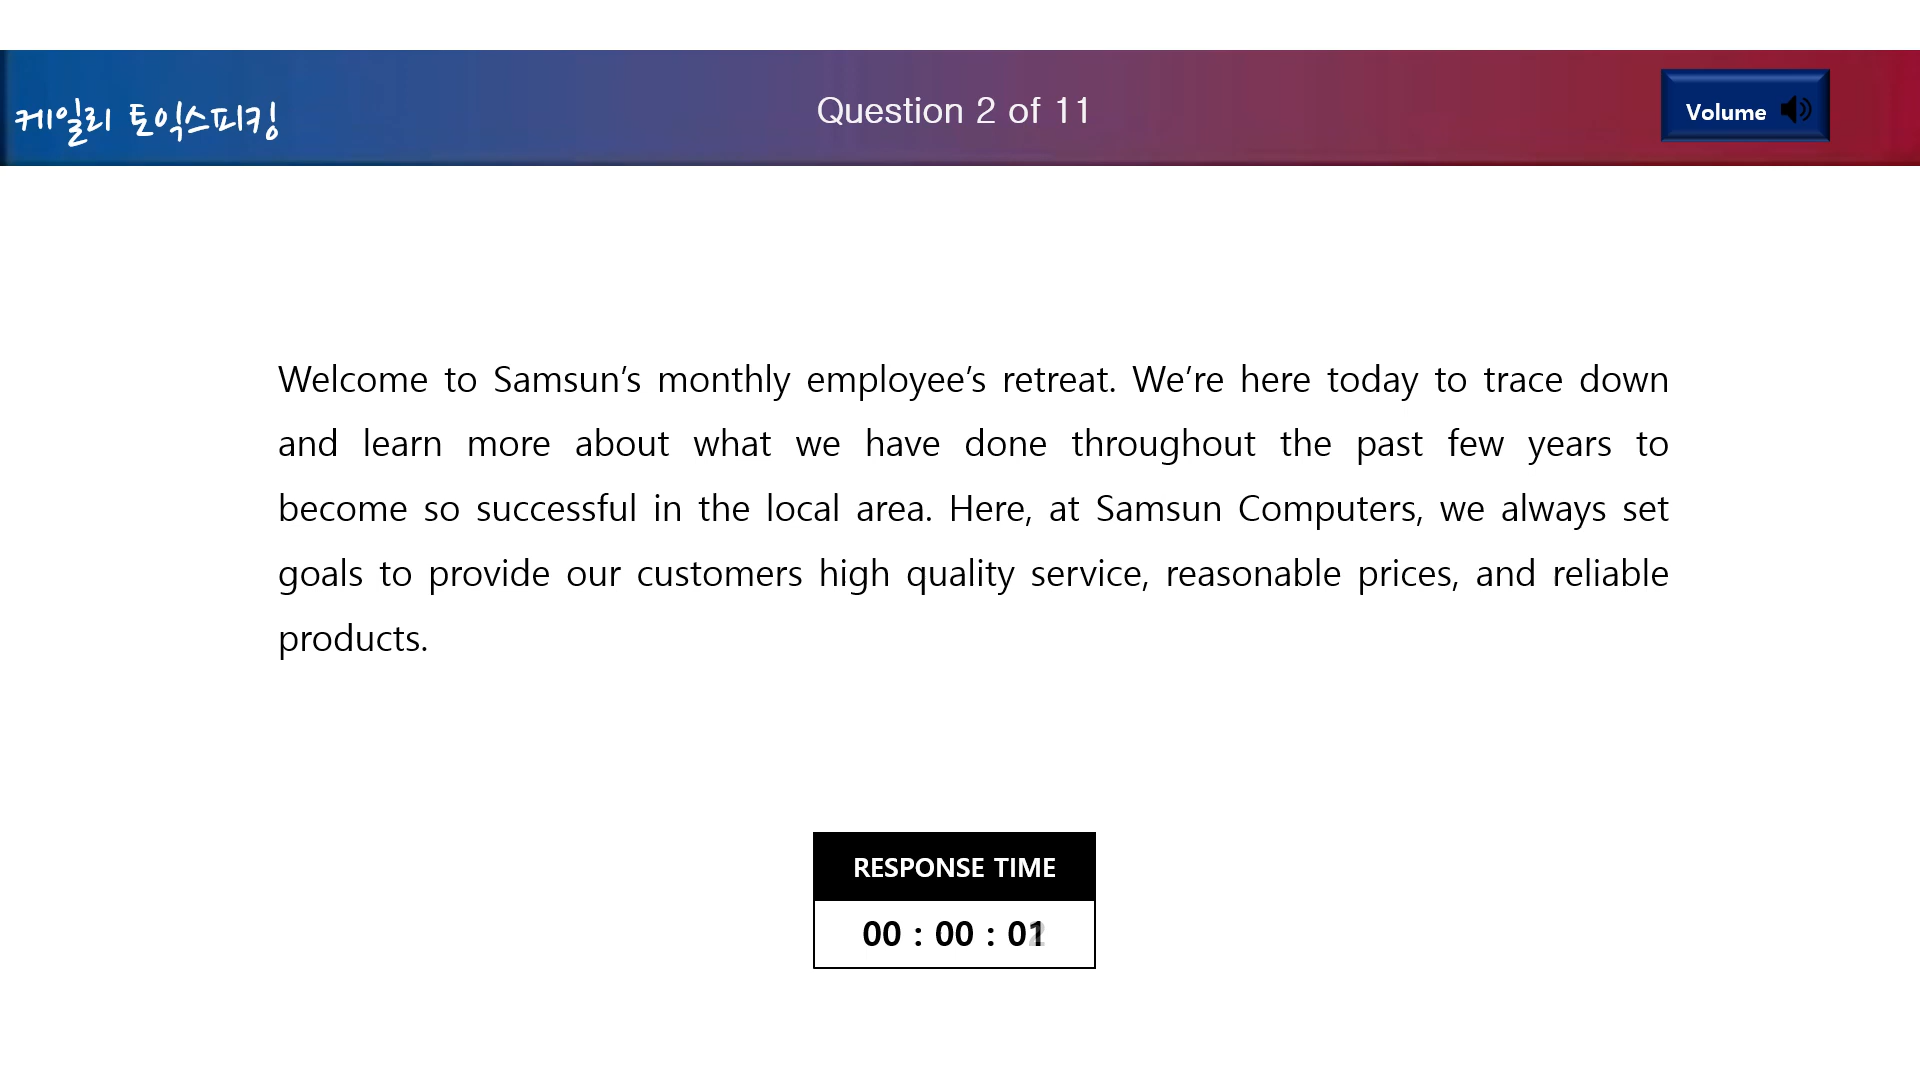 케일리 토익스피킹
Question 2 of 11
Volume
Welcome to Samsun’s monthly employee’s retreat. We’re here today to trace down
and learn more about what we have done throughout the past few years to
become so successful in the local area. Here, at Samsun Computers, we always set
goals to provide our customers high quality service, reasonable prices, and reliable
products.
RESPONSE TIME
00 : 00 : 01